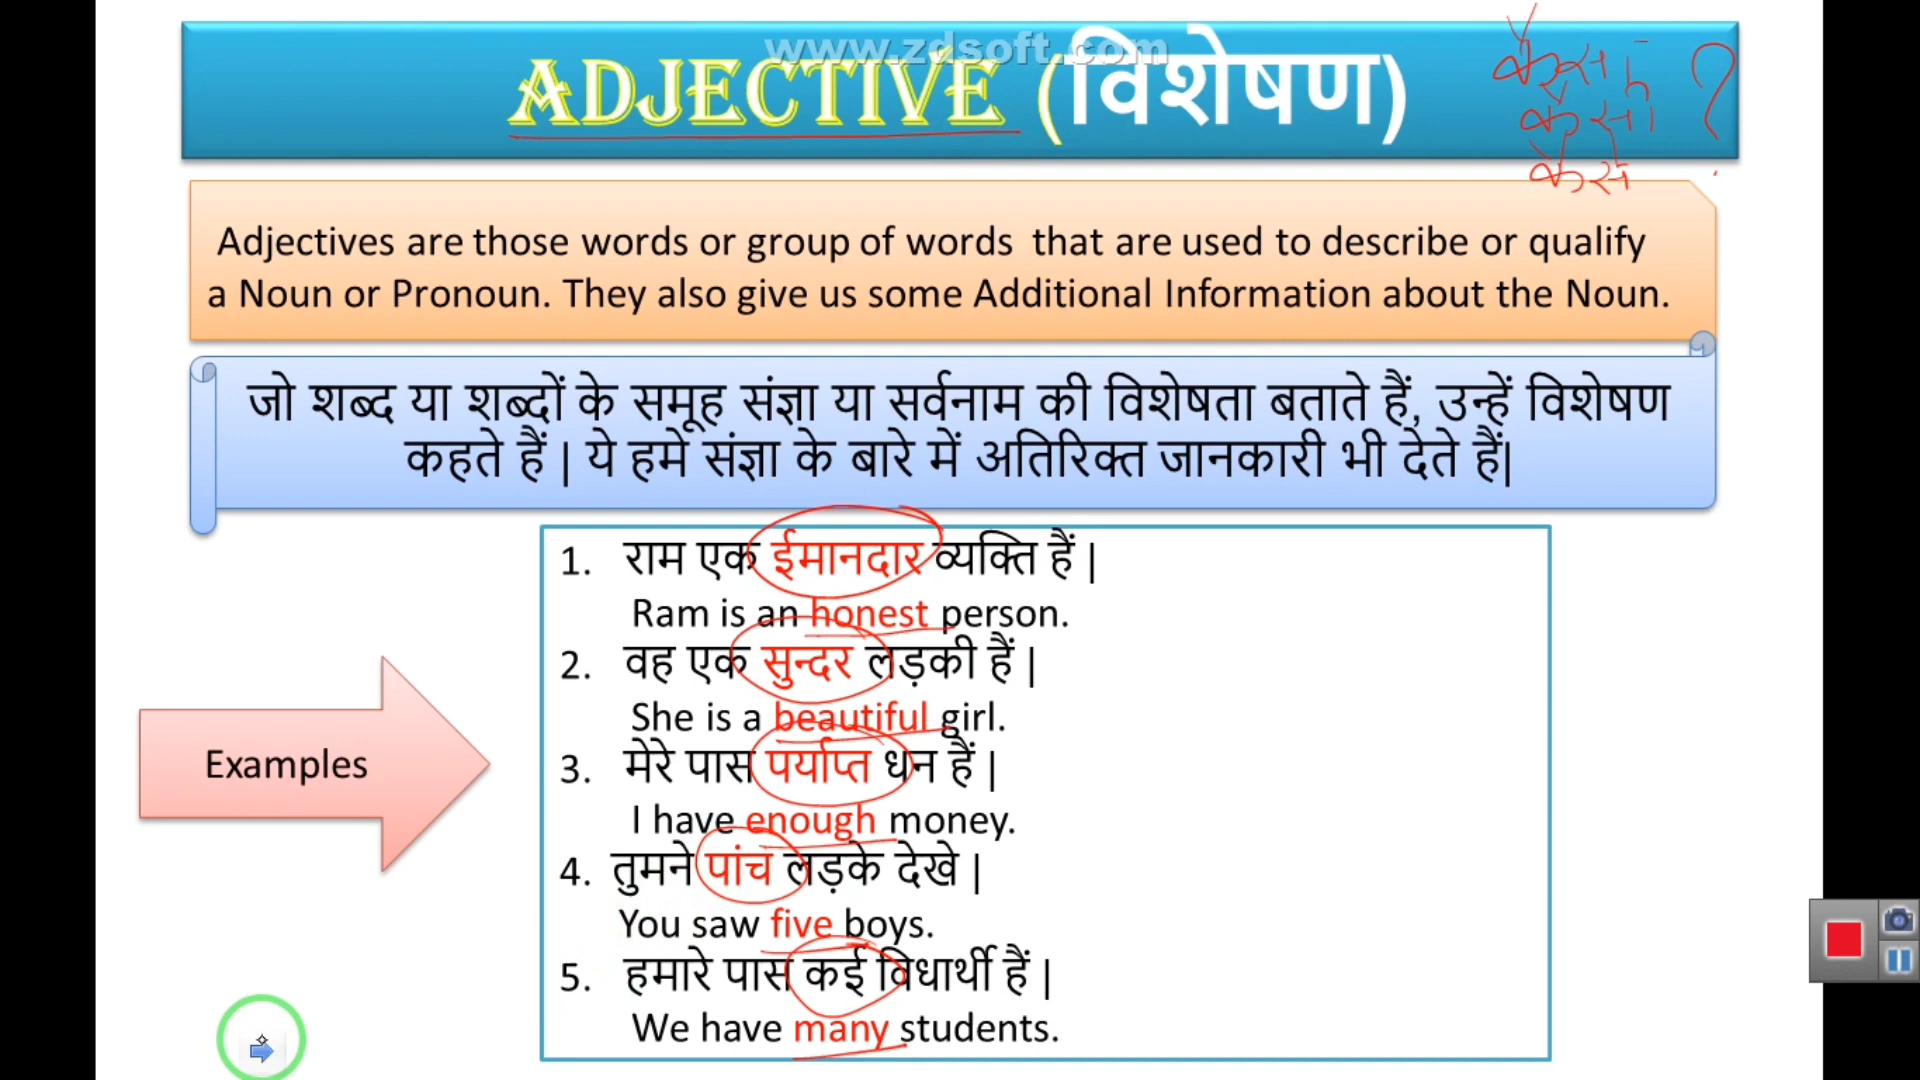 www.zdsoft.com
ADJECTIVE (विशेषण)
कैसा
कैसी
कैसे
?
Adjectives are those words or group of words that are used to describe or qualify
a Noun or Pronoun. They also give us some Additional Information about the Noun.
जो शब्द या शब्दों के समूह संज्ञा या सर्वनाम की विशेषता बताते हैं, उन्हें विशेषण
कहते हैं | ये हमे संज्ञा के बारे में अतिरिक्त जानकारी भी देते हैं|
Examples
1. राम एक ईमानदार व्यक्ति हैं |
Ram is an honest person.
2. वह एक सुन्दर लड़की हैं |
She is a beautiful girl.
3. मेरे पास पर्याप्त धन हैं |
I have enough money.
4. तुमने पांच लड़के देखे |
You saw five boys.
5. हमारे पास कई विधार्थी हैं |
We have many students.